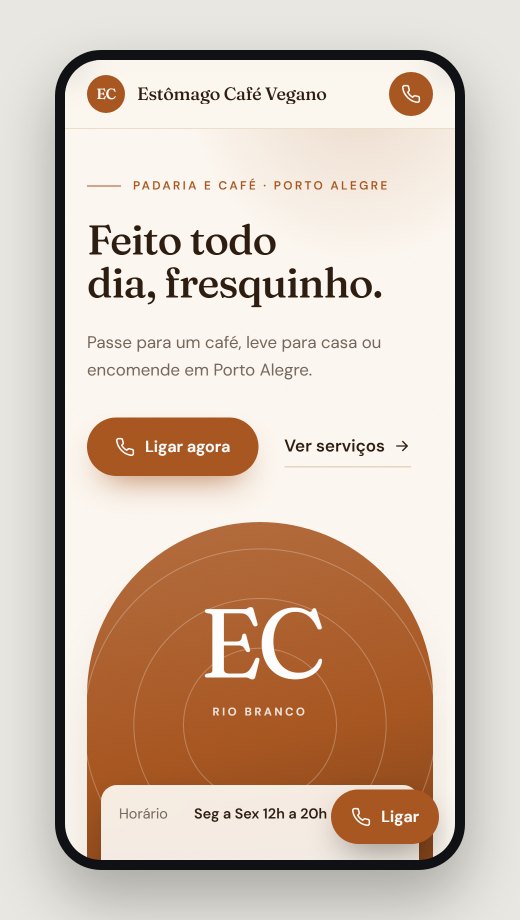 EC Estômago Café Vegano
PADARIA E CAFÉ · PORTO ALEGRE
Feito todo
dia, fresquinho.
Passe para um café, leve para casa ou
encomende em Porto Alegre.
Ligar agora
Ver serviços →
EC
RIO BRANCO
Horário Seg a Sex 12h a 20h
Ligar